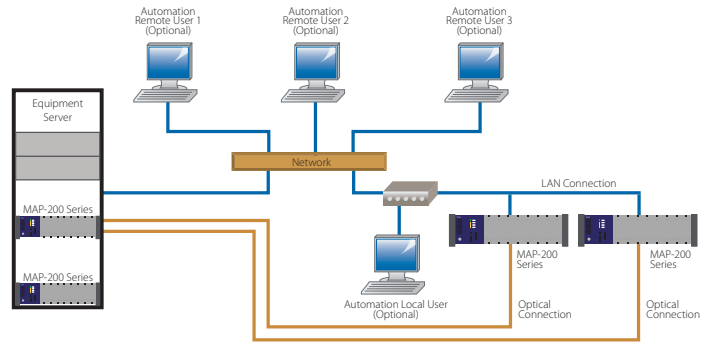 Automation
Remote User 1
(Optional)
Automation
Remote User 2
(Optional)
Automation
Remote User 3
(Optional)
Equipment
Server
Network
LAN Connection
MAP-200 Series
MAP-200
Series
MAP-200
Series
MAP-200 Series
Automation Local User
(Optional)
Optical
Connection
Optical
Connection